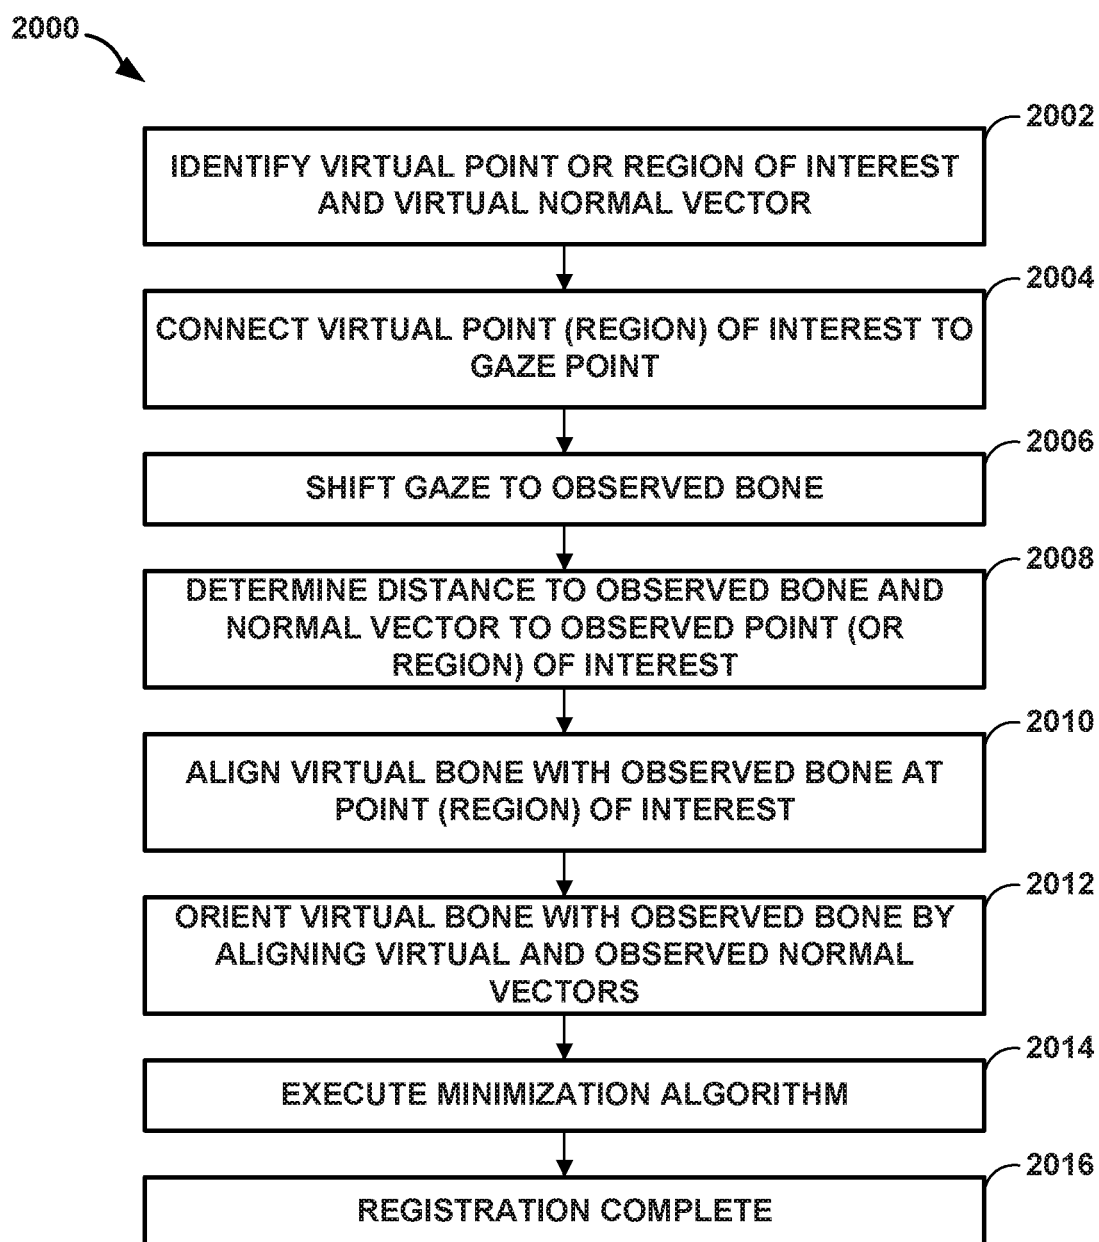 2000
2002
IDENTIFY VIRTUAL POINT OR REGION OF INTEREST
AND VIRTUAL NORMAL VECTOR
2004
CONNECT VIRTUAL POINT (REGION) OF INTEREST TO
GAZE POINT
2006
SHIFT GAZE TO OBSERVED BONE
2008
DETERMINE DISTANCE TO OBSERVED BONE AND
NORMAL VECTOR TO OBSERVED POINT (OR
REGION) OF INTEREST
2010
ALIGN VIRTUAL BONE WITH OBSERVED BONE AT
POINT (REGION) OF INTEREST
2012
ORIENT VIRTUAL BONE WITH OBSERVED BONE BY
ALIGNING VIRTUAL AND OBSERVED NORMAL
VECTORS
2014
EXECUTE MINIMIZATION ALGORITHM
2016
REGISTRATION COMPLETE